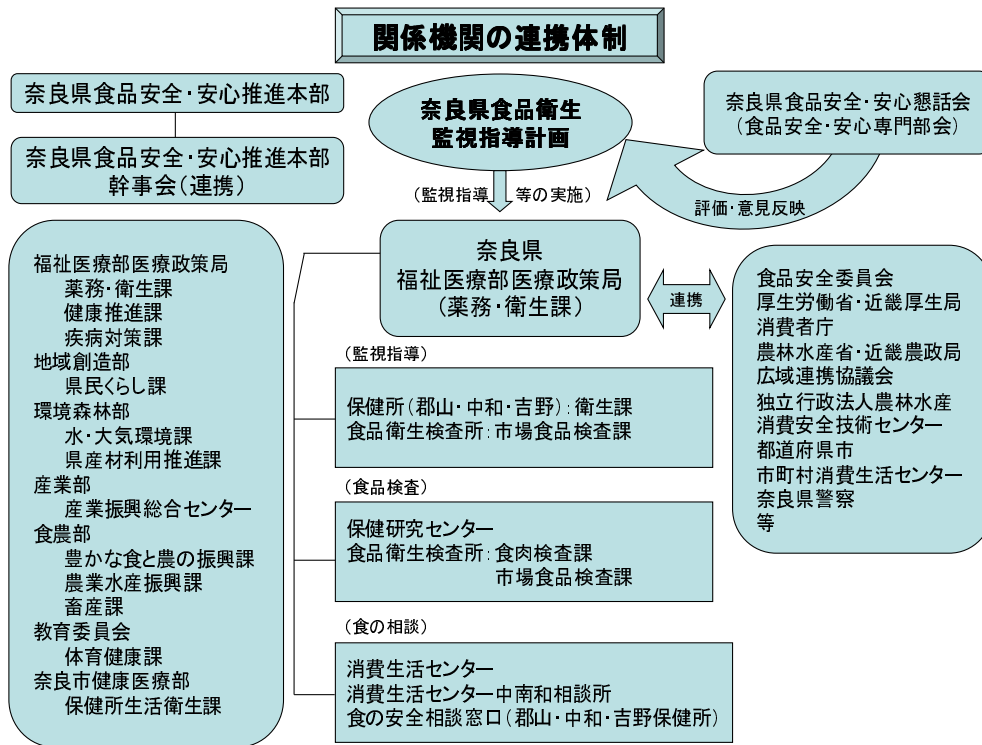 関係機関の連携体制
奈良県食品安全・安心推進本部
奈良県食品安全・安心推進本部
幹事会(連携)
奈良県食品衛生
監視指導計画
奈良県食品安全・安心懇話会
(食品安全・安心専門部会)
評価・意見反映
(監視指導 等の実施)
奈良県
福祉医療部医療政策局
(薬務・衛生課)
連携
福祉医療部医療政策局
薬務・衛生課
健康推進課
疾病対策課
地域創造部
県民くらし課
環境森林部
水・大気環境課
県産材利用推進課
産業部
産業振興総合センター
食農部
豊かな食と農の振興課
農業水産振興課
畜産課
教育委員会
体育健康課
奈良市健康医療部
保健所生活衛生課
(監視指導)
保健所(郡山・中和・吉野):衛生課
食品衛生検査所:市場食品検査課
(食品検査)
保健研究センター
食品衛生検査所:食肉検査課
市場食品検査課
(食の相談)
消費生活センター
消費生活センター中南和相談所
食の安全相談窓口(郡山・中和・吉野保健所)
食品安全委員会
厚生労働省・近畿厚生局
消費者庁
農林水産省・近畿農政局
広域連携協議会
独立行政法人農林水産
消費安全技術センター
都道府県市
市町村消費生活センター
奈良県警察
等